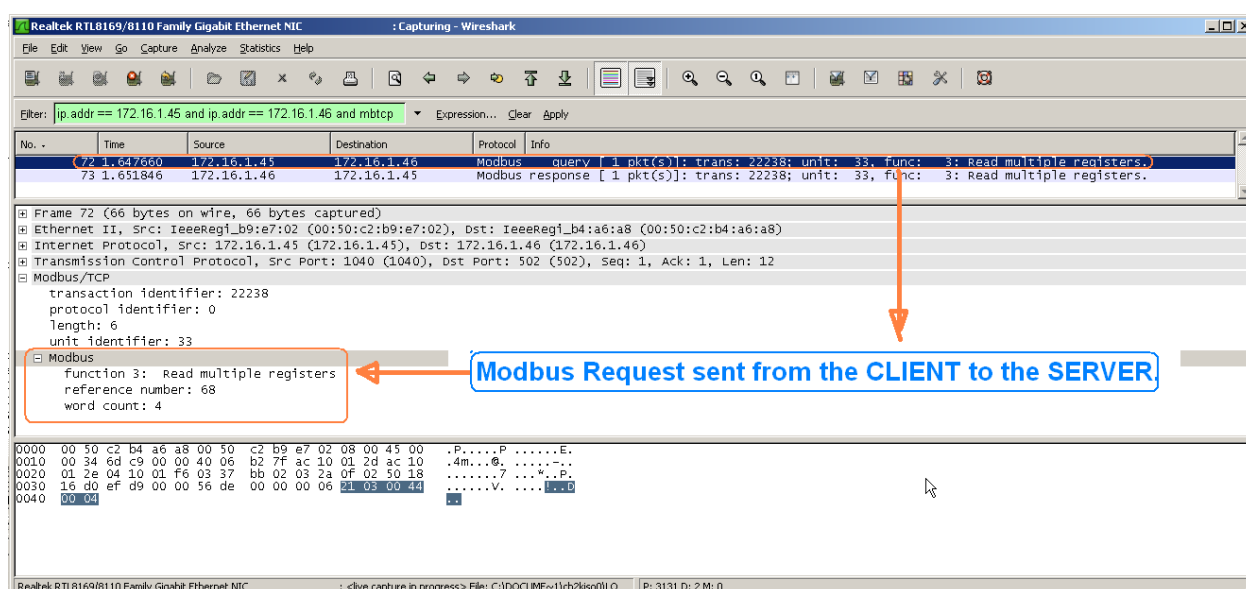 Realtek RTL8169/8110 Family Gigabit Ethernet NIC : Capturing - Wireshark
File Edit View Go Capture Analyze Statistics Help
Filter: ip.addr == 172.16.1.45 and ip.addr == 172.16.1.46 and mbtcp Expression... Clear Apply
No. . Time Source Destination Protocol Info
72 1.647660 172.16.1.45 172.16.1.46 Modbus query [ 1 pkt(s)]: trans: 22238; unit: 33, func: 3: Read multiple registers.
73 1.651846 172.16.1.46 172.16.1.45 Modbus response [ 1 pkt(s)]: trans: 22238; unit: 33, func: 3: Read multiple registers.
Frame 72 (66 bytes on wire, 66 bytes captured)
Ethernet II, Src: IeeeRegi_b9:e7:02 (00:50:c2:b9:e7:02), Dst: IeeeRegi_b4:a6:a8 (00:50:c2:b4:a6:a8)
Internet Protocol, Src: 172.16.1.45 (172.16.1.45), Dst: 172.16.1.46 (172.16.1.46)
Transmission Control Protocol, Src Port: 1040 (1040), Dst Port: 502 (502), Seq: 1, Ack: 1, Len: 12
Modbus/TCP
transaction identifier: 22238
protocol identifier: 0
length: 6
unit identifier: 33
Modbus
function 3: Read multiple registers
reference number: 68
word count: 4
Modbus Request sent from the CLIENT to the SERVER.
0000 00 50 c2 b4 a6 a8 00 50 c2 b9 e7 02 08 00 45 00 .P.....P ......E.
0010 00 34 6d c9 00 00 40 06 b2 7f ac 10 01 2d ac 10 .4m...@. .....-..
0020 01 2e 04 10 01 f6 03 37 bb 02 03 2a 0f 02 50 18 .......7 ...*..P.
0030 16 d0 ef d9 00 00 56 de 00 00 00 06 21 03 00 44 ......V. ....!..D
0040 00 04 ..
Realtek RTL8169/8110 Family Gigabit Ethernet NIC : <live capture in progress> File: C:\DOCUME~1\cb2kiso0\LO P: 3131 D: 2 M: 0